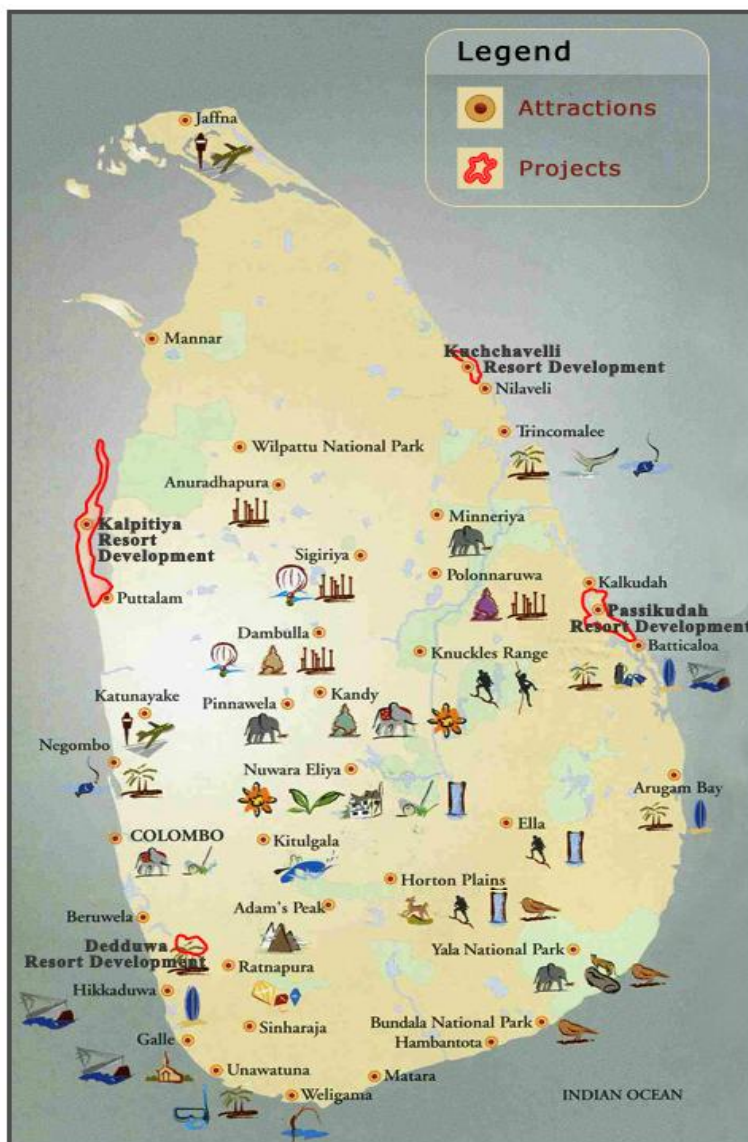 Legend
Attractions
Projects
Jaffna
Mannar
Kuchchavelli
Resort Development
Nilaveli
Trincomalee
Wilpattu National Park
Anuradhapura
Minneriya
Kalpitiya
Resort
Development
Sigiriya
Polonnaruwa
Kalkudah
Puttalam
Passikudah
Resort Development
Dambulla
Batticaloa
Knuckles Range
Katunayake
Pinnawela
Kandy
Negombo
Nuwara Eliya
Arugam Bay
COLOMBO
Kitulgala
Ella
Horton Plains
Adam's Peak
Beruwela
Dedduwa
Resort Development
Yala National Park
Ratnapura
Hikkaduwa
Sinharaja
Bundala National Park
Galle
Hambantota
Unawatuna
Matara
Weligama
INDIAN OCEAN